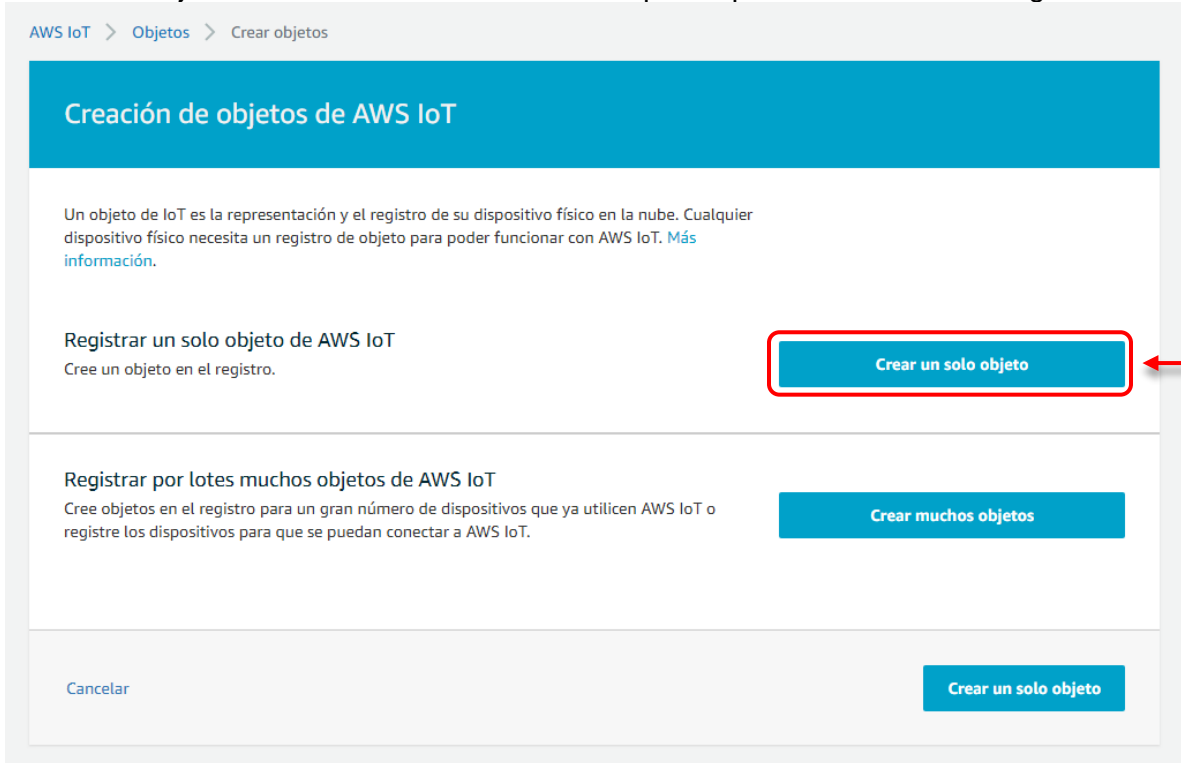 AWS IoT > Objetos > Crear objetos
Creación de objetos de AWS IoT
Un objeto de IoT es la representación y el registro de su dispositivo físico en la nube. Cualquier
dispositivo físico necesita un registro de objeto para poder funcionar con AWS IoT. Más
información.
Registrar un solo objeto de AWS IoT
Cree un objeto en el registro.
Crear un solo objeto
Registrar por lotes muchos objetos de AWS IoT
Cree objetos en el registro para un gran número de dispositivos que ya utilicen AWS IoT o
registre los dispositivos para que se puedan conectar a AWS IoT.
Crear muchos objetos
Cancelar
Crear un solo objeto